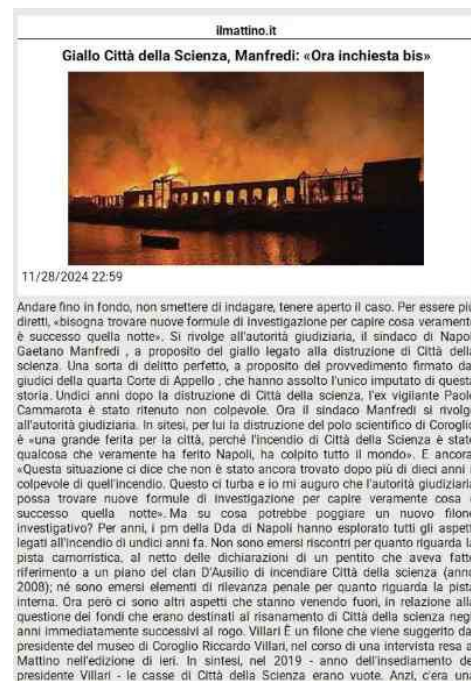 ilmattino.it
Giallo Città della Scienza, Manfredi: «Ora inchiesta bis»
11/28/2024 22:59
Andare fino in fondo, non smettere di indagare, tenere aperto il caso. Per essere più
diretti, «bisogna trovare nuove formule di investigazione per capire cosa veramente
è successo quella notte». Si rivolge all'autorità giudiziaria, il sindaco di Napoli
Gaetano Manfredi , a proposito del giallo legato alla distruzione di Città della
scienza. Una sorta di delitto perfetto, a proposito del provvedimento firmato dai
giudici della quarta Corte di Appello , che hanno assolto l'unico imputato di questa
storia. Undici anni dopo la distruzione di Città della scienza, l'ex vigilante Paolo
Cammarota è stato ritenuto non colpevole. Ora il sindaco Manfredi si rivolge
all'autorità giudiziaria. In sitesi, per lui la distruzione del polo scientifico di Coroglio
è «una grande ferita per la città, perché l'incendio di Città della Scienza è stato
qualcosa che veramente ha ferito Napoli, ha colpito tutto il mondo». E ancora:
«Questa situazione ci dice che non è stato ancora trovato dopo più di dieci anni il
colpevole di quell'incendio. Questo ci turba e io mi auguro che l'autorità giudiziaria
possa trovare nuove formule di investigazione per capire veramente cosa è
successo quella notte». Ma su cosa potrebbe poggiare un nuovo filone
investigativo? Per anni, i pm della Dda di Napoli hanno esplorato tutti gli aspetti
legati all'incendio di undici anni fa. Non sono emersi riscontri per quanto riguarda la
pista camorristica, al netto delle dichiarazioni di un pentito che aveva fatto
riferimento a un piano del clan D'Ausilio di incendiare Città della scienza (anno
2008); né sono emersi elementi di rilevanza penale per quanto riguarda la pista
interna. Ora però ci sono altri aspetti che stanno venendo fuori, in relazione alla
questione dei fondi che erano destinati al risanamento di Città della scienza negli
anni immediatamente successivi al rogo. Villari È un filone che viene suggerito dal
presidente del museo di Coroglio Riccardo Villari, nel corso di una intervista resa al
Mattino nell'edizione di ieri. In sintesi, nel 2019 - anno dell'insediamento del
presidente Villari - le casse di Città della Scienza erano vuote. Anzi, c'era una